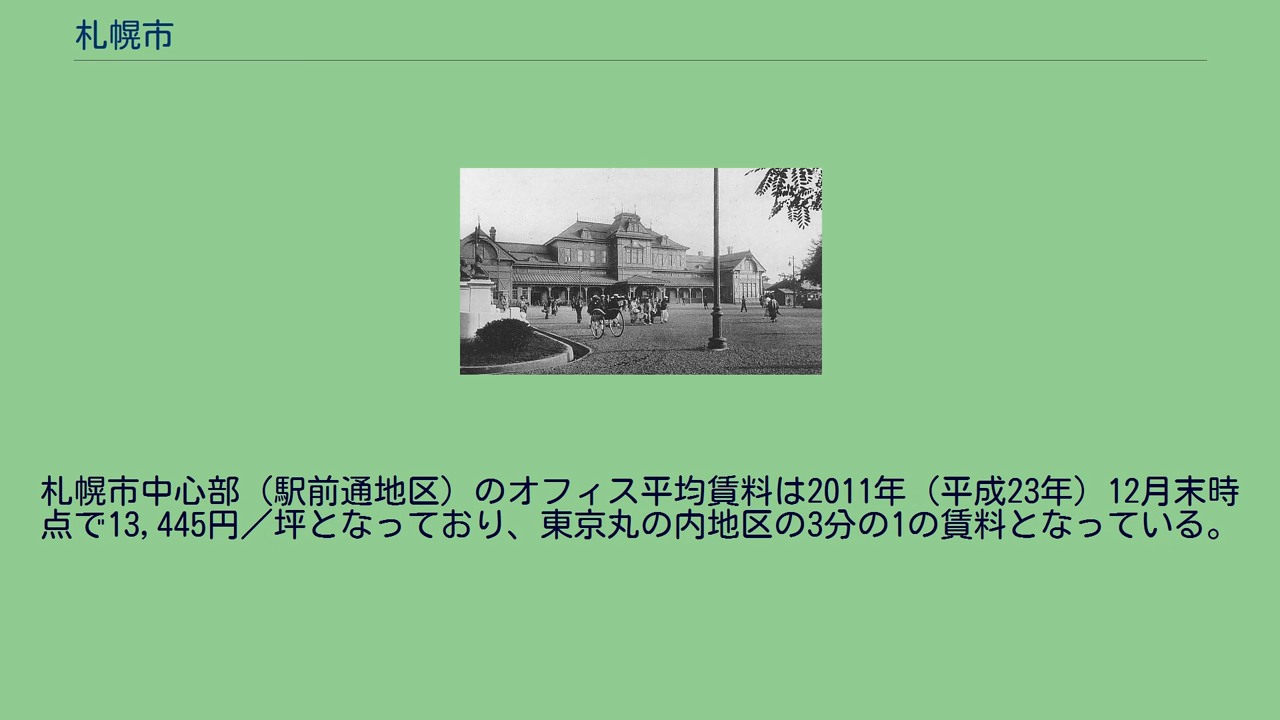 札幌市
札幌市中心部（駅前通地区）のオフィス平均賃料は2011年（平成23年）12月末時
点で13,445円／坪となっており、東京丸の内地区の3分の1の賃料となっている。